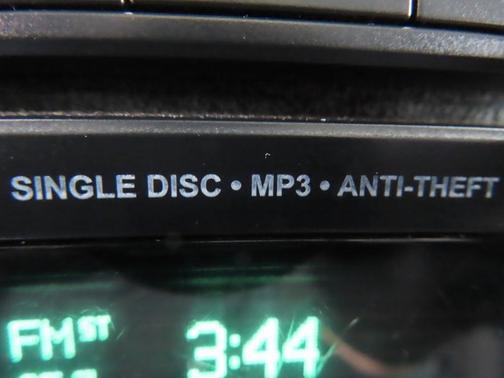 SINGLE DISC • MP3 • ANTI-THEFT
FM ST 3:44